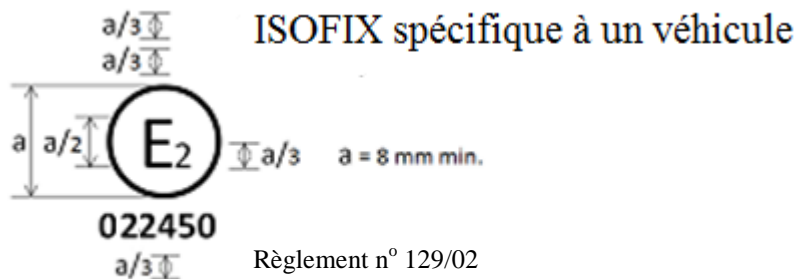 a/3 ISOFIX spécifique à un véhicule
a/3
a a/2 E2 a/3 a = 8 mm min.
022450
a/3 Règlement nº 129/02